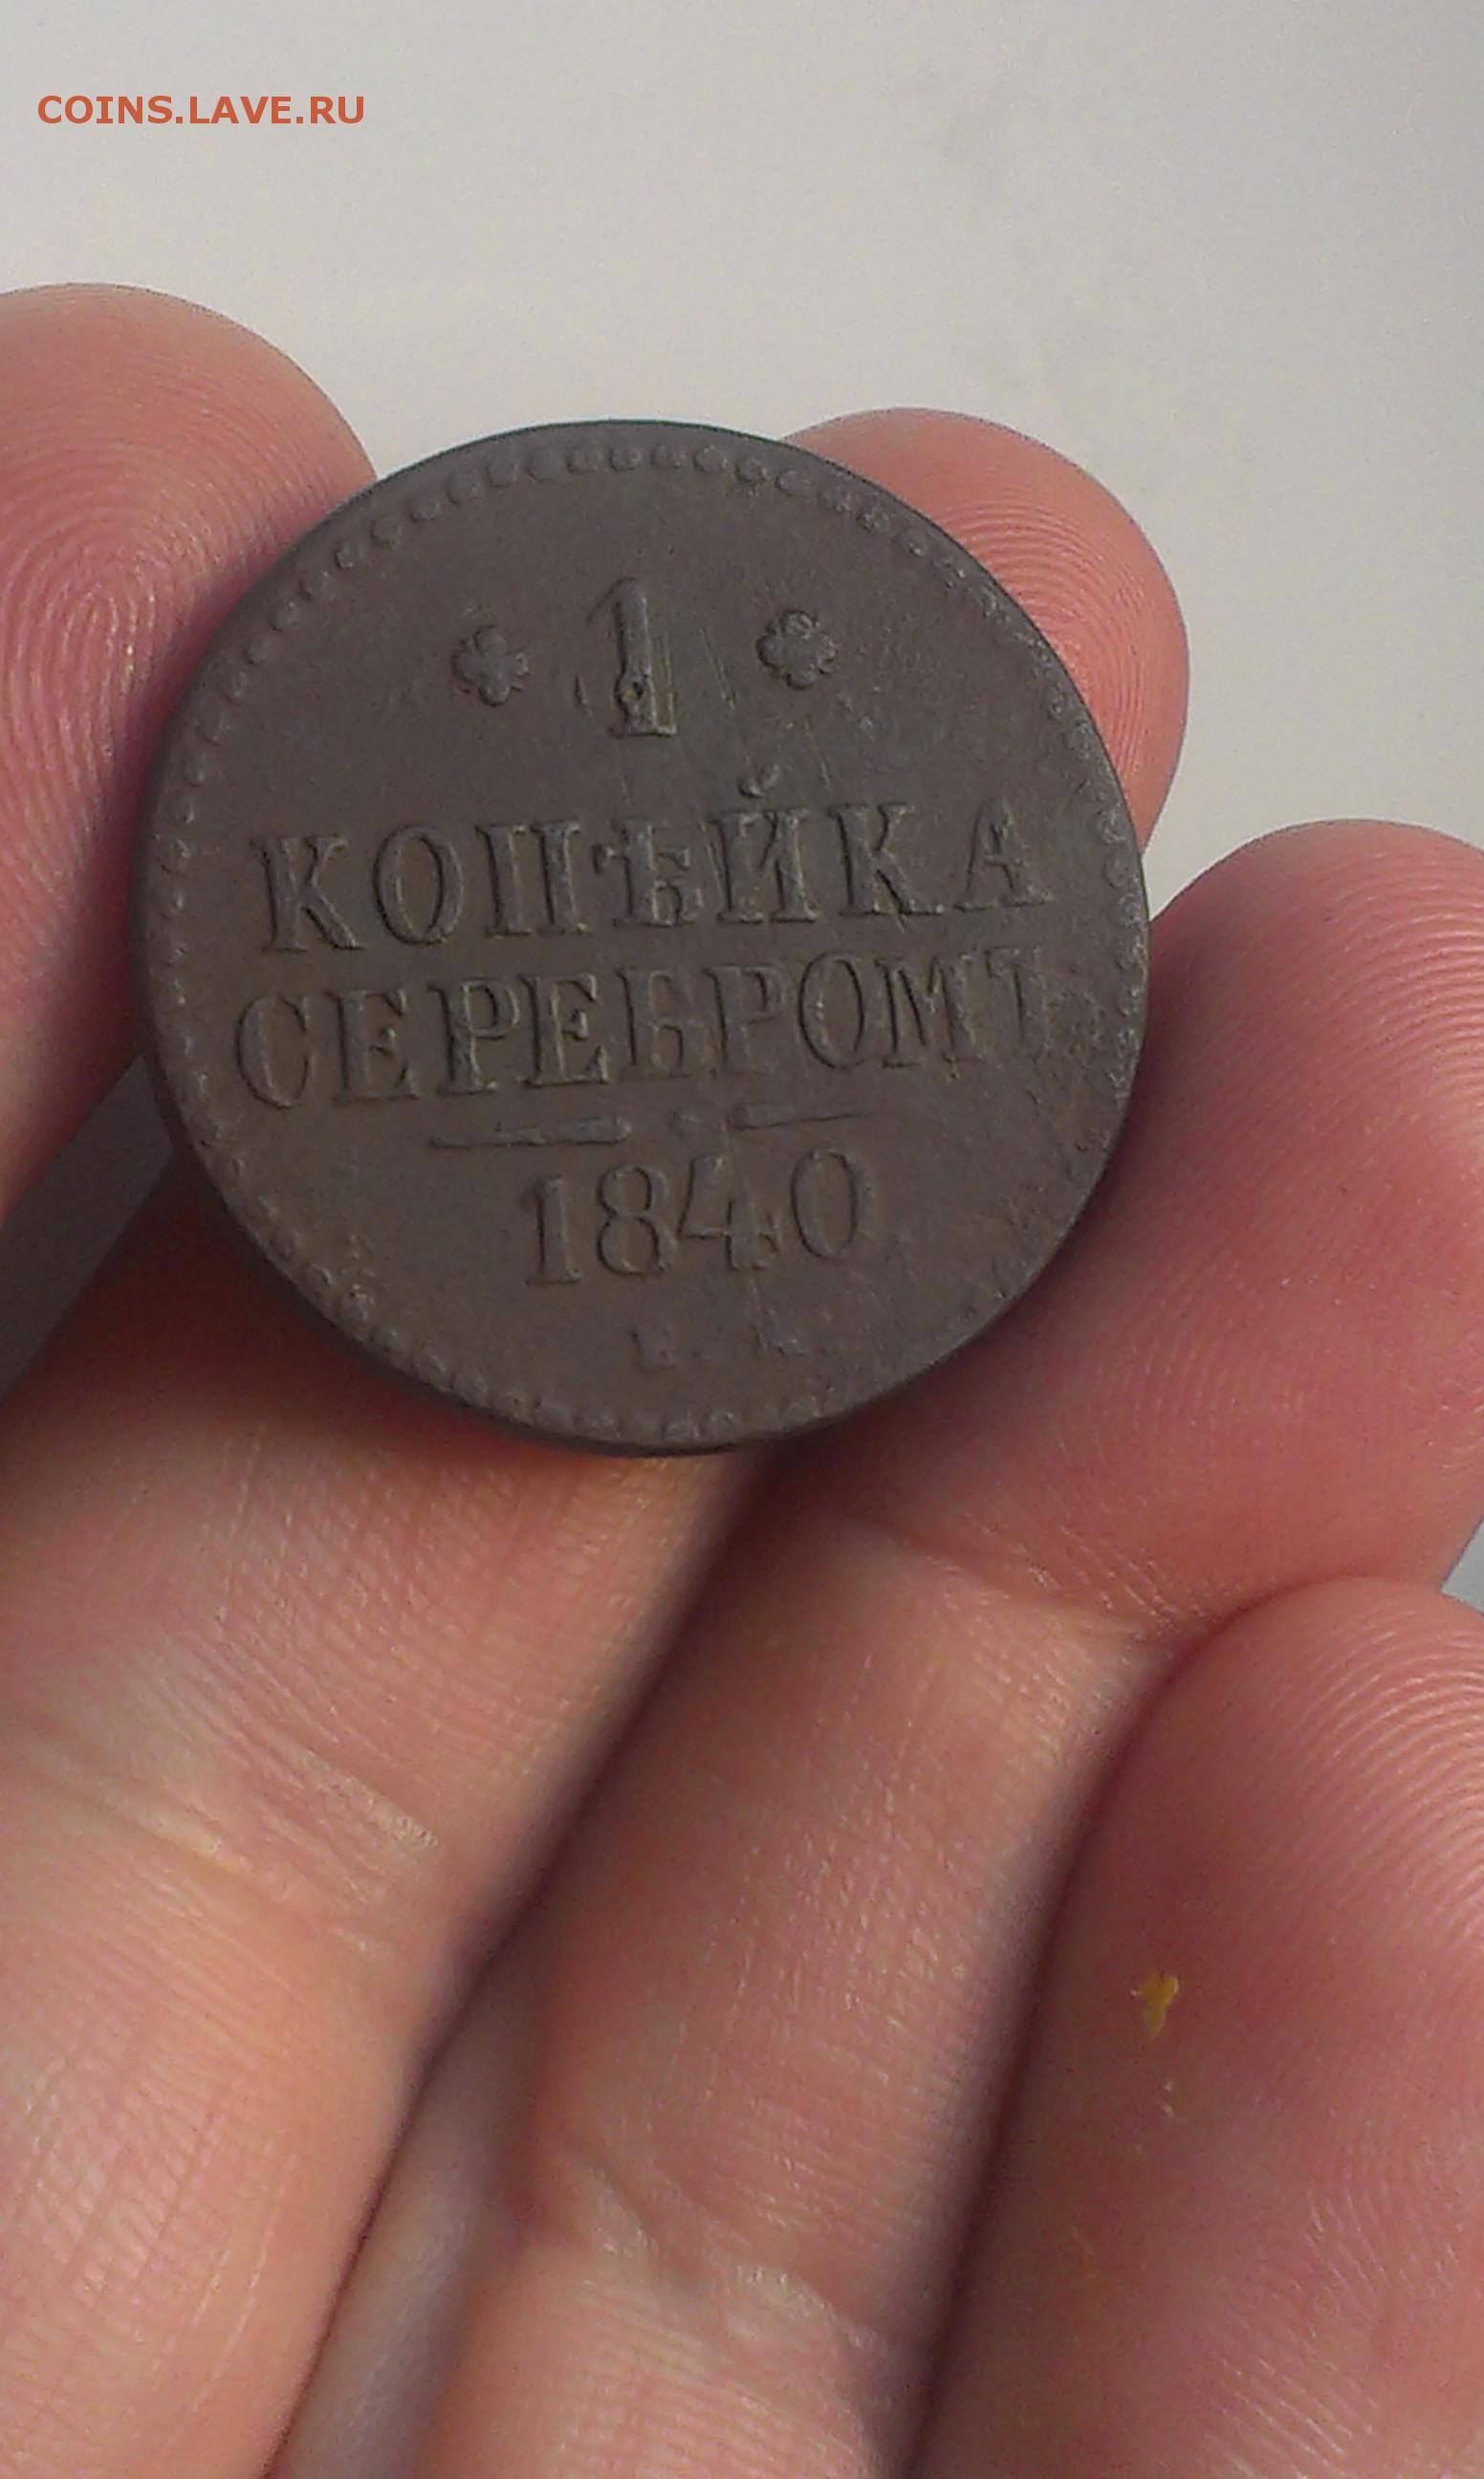 COINS.LAVE.RU
1
КОПѢЙКА
СЕРЕБРОМЪ
1840